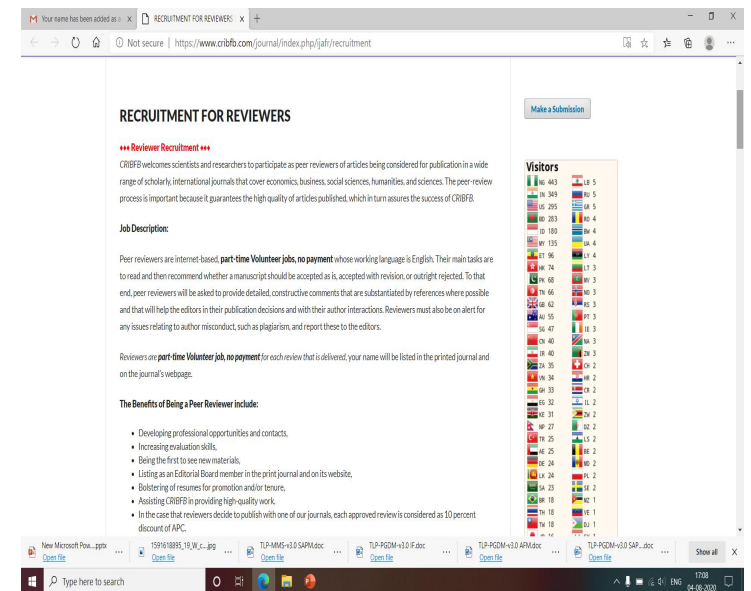 Your name has been added as a
RECRUITMENT FOR REVIEWERS
Not secure | https://www.cribfb.com/journal/index.php/ijafr/recruitment
RECRUITMENT FOR REVIEWERS
♦♦♦ Reviewer Recruitment ♦♦♦
CRIBFB welcomes scientists and researchers to participate as peer reviewers of articles being considered for publication in a wide
range of scholarly, international journals that cover economics, business, social sciences, humanities, and sciences. The peer-review
process is important because it guarantees the high quality of articles published, which in turn assures the success of CRIBFB.
Job Description:
Peer reviewers are internet-based, part-time Volunteer jobs, no payment whose working language is English. Their main tasks are
to read and then recommend whether a manuscript should be accepted as is, accepted with revision, or outright rejected. To that
end, peer reviewers will be asked to provide detailed, constructive comments that are substantiated by references where possible
and that will help the editors in their publication decisions and with their author interactions. Reviewers must also be on alert for
any issues relating to author misconduct, such as plagiarism, and report these to the editors.
Reviewers are part-time Volunteer job, no payment for each review that is delivered, your name will be listed in the printed journal and
on the journal's webpage.
The Benefits of Being a Peer Reviewer include:
• Developing professional opportunities and contacts,
• Increasing evaluation skills,
• Being the first to see new materials,
• Listing as an Editorial Board member in the print journal and on its website,
• Bolstering of resumes for promotion and/or tenure,
• Assisting CRIBFB in providing high-quality work.
• In the case that reviewers decide to publish with one of our journals, each approved review is considered as 10 percent
discount of APC.
Make a Submission
Visitors
NG 443 LB 5
IN 349 RU 5
US 295 GR 5
BD 283 RO 4
ID 180 BW 4
MY 135 UA 4
ET 96 LY 4
HK 74 LT 3
PK 68 MV 3
TN 66 NO 3
GB 62 RS 3
AU 55 PT 3
SG 47 IE 3
CN 40 NA 3
IR 40 ZM 3
ZA 35 CH 2
VN 34 HR 2
GH 33 CR 2
EG 32 IL 2
KE 31 ZW 2
NP 27 DZ 2
TR 25 LS 2
AE 25 BE 2
DE 24 MD 2
LK 24 PL 2
SA 23 SE 2
BR 18 MZ 1
TH 18
TW 18 DJ 1
New Microsoft Pow....pptx
Open file
1591618895_19_W_c...jpg
Open file
TLP-MMS-v3.0 SAPM.doc
Open file
TLP-PGDM-v3.0 IF.doc
Open file
TLP-PGDM-v3.0 AFM.doc
Open file
TLP-PGDM-v3.0 SAP...doc
Open file
Show all
Type here to search
ENG
17:08
04-08-2020